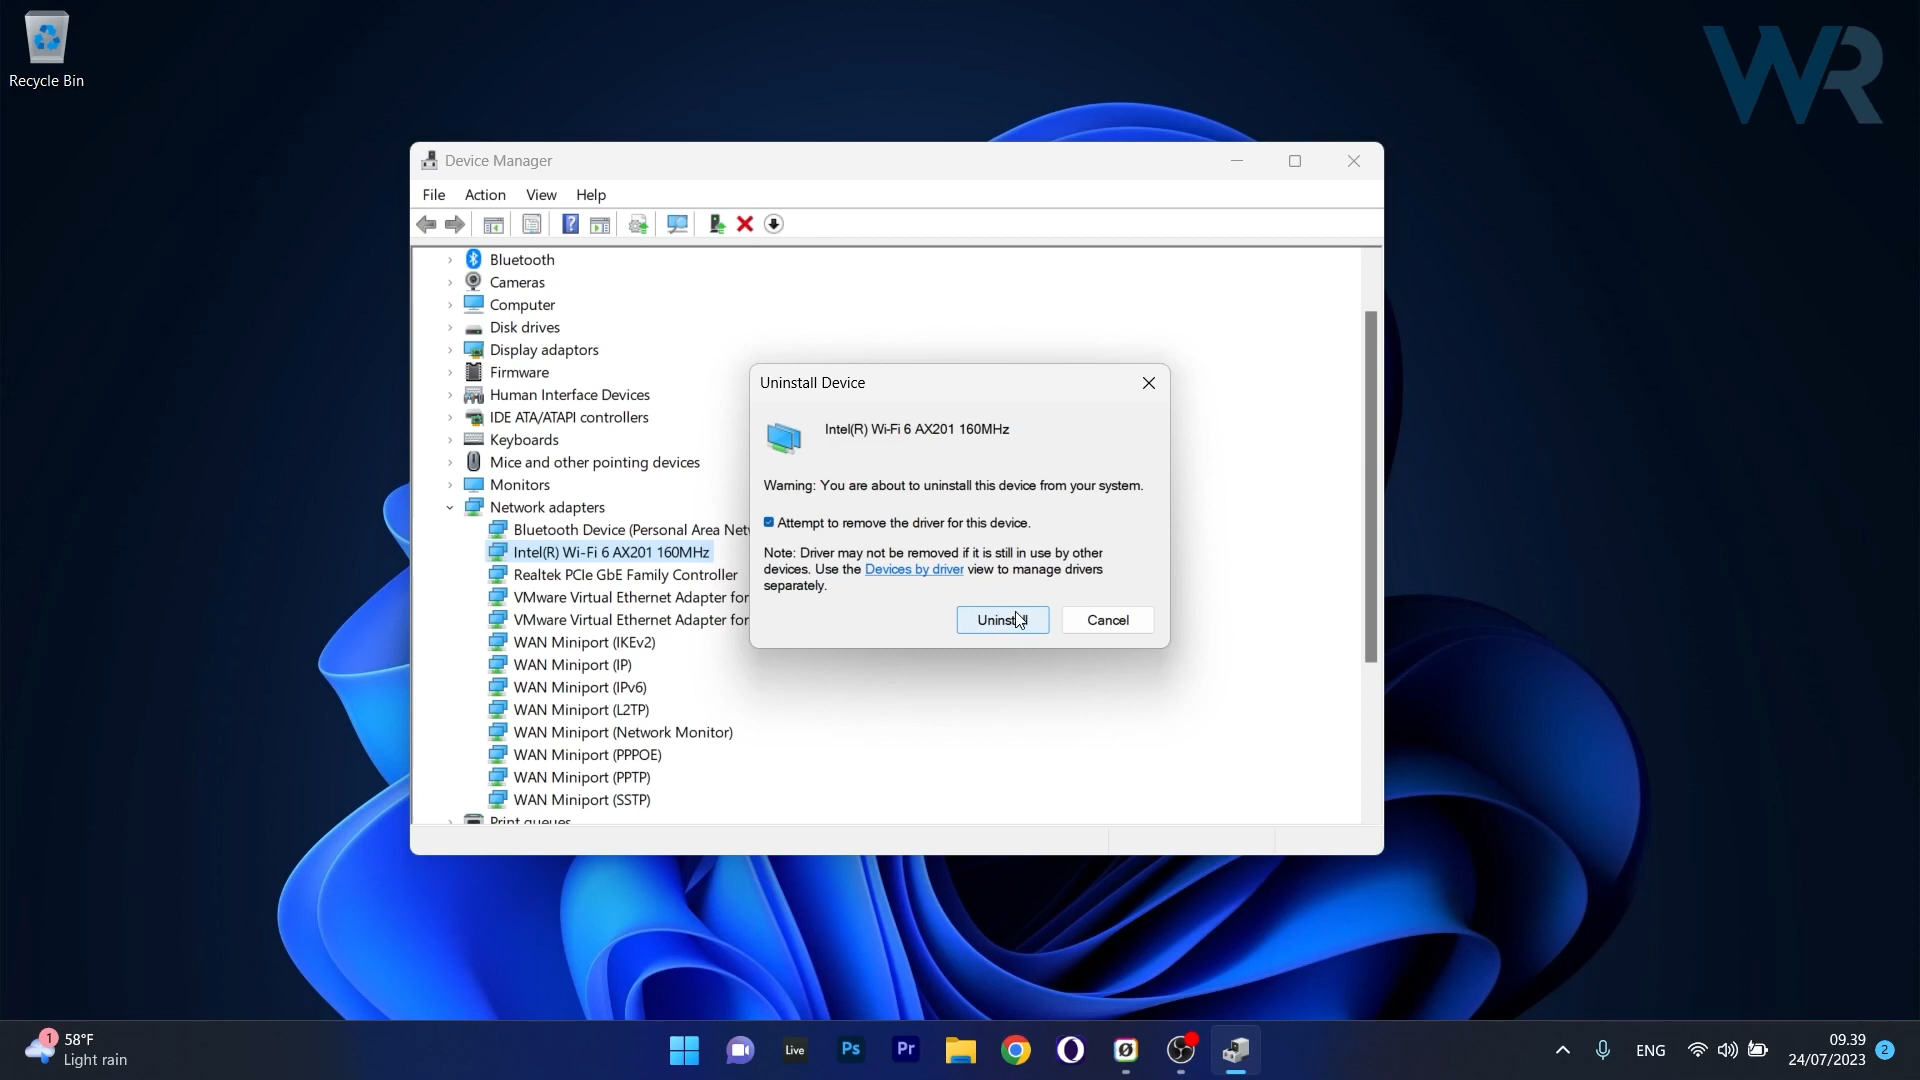 Recycle Bin
WR
Device Manager
File Action View Help
Bluetooth
Cameras
Computer
Disk drives
Display adaptors
Firmware
Human Interface Devices
IDE ATA/ATAPI controllers
Keyboards
Mice and other pointing devices
Monitors
Network adapters
Bluetooth Device (Personal Area Net
Intel(R) Wi-Fi 6 AX201 160MHz
Realtek PCIe GbE Family Controller
VMware Virtual Ethernet Adapter for
VMware Virtual Ethernet Adapter for
WAN Miniport (IKEv2)
WAN Miniport (IP)
WAN Miniport (IPv6)
WAN Miniport (L2TP)
WAN Miniport (Network Monitor)
WAN Miniport (PPPOE)
WAN Miniport (PPTP)
WAN Miniport (SSTP)
Print queues
Uninstall Device
Intel(R) Wi-Fi 6 AX201 160MHz
Warning: You are about to uninstall this device from your system.
Attempt to remove the driver for this device.
Note: Driver may not be removed if it is still in use by other
devices. Use the Devices by driver view to manage drivers
separately.
Uninstall Cancel
1
58°F
Light rain
Live Ps Pr
ENG
09.39
24/07/2023
2